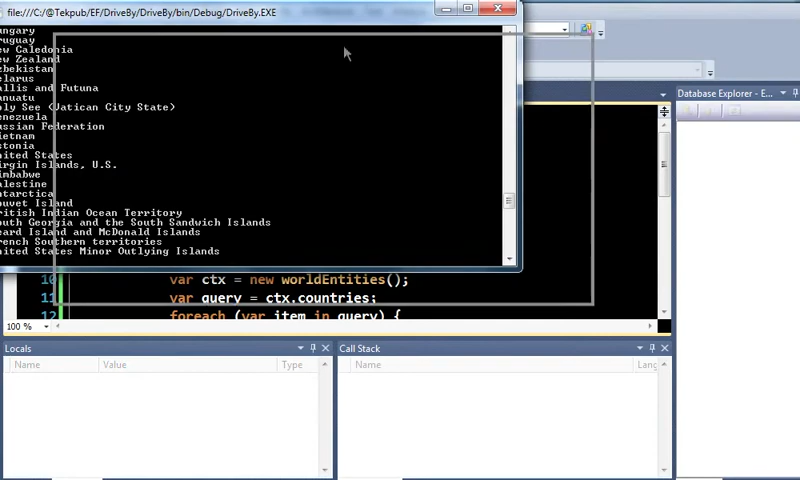 file:///C:/@Tekpub/EF/DriveBy/DriveBy/bin/Debug/DriveBy.EXE
ungary
ruguay
ew Caledonia
ew Zealand
zbekistan
elarus
allis and Futuna
anuatu
oly See (Vatican City State)
enezuela
ussian Federation
ietnam
stonia
nited States
irgin Islands, U.S.
imbabwe
alestine
ntarctica
ouvet Island
ritish Indian Ocean Territory
outh Georgia and the South Sandwich Islands
eard Island and McDonald Islands
rench Southern territories
nited States Minor Outlying Islands
Database Explorer - E...
10 var ctx = new worldEntities();
11 var query = ctx.countries;
12 foreach (var item in query) {
100 %
Locals
Name Value Type
Call Stack
Name Lang